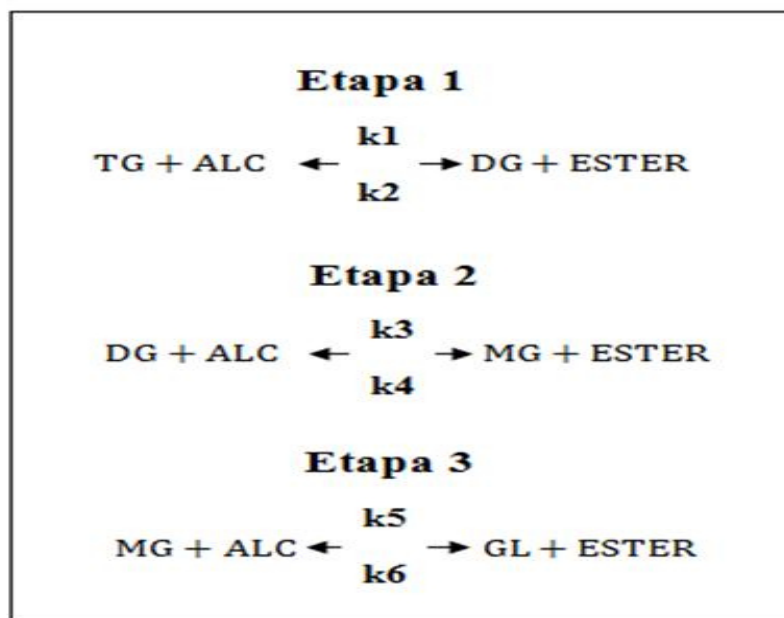 Etapa 1
k1
TG + ALC ← → DG + ESTER
k2
Etapa 2
k3
DG + ALC ← → MG + ESTER
k4
Etapa 3
k5
MG + ALC ← → GL + ESTER
k6